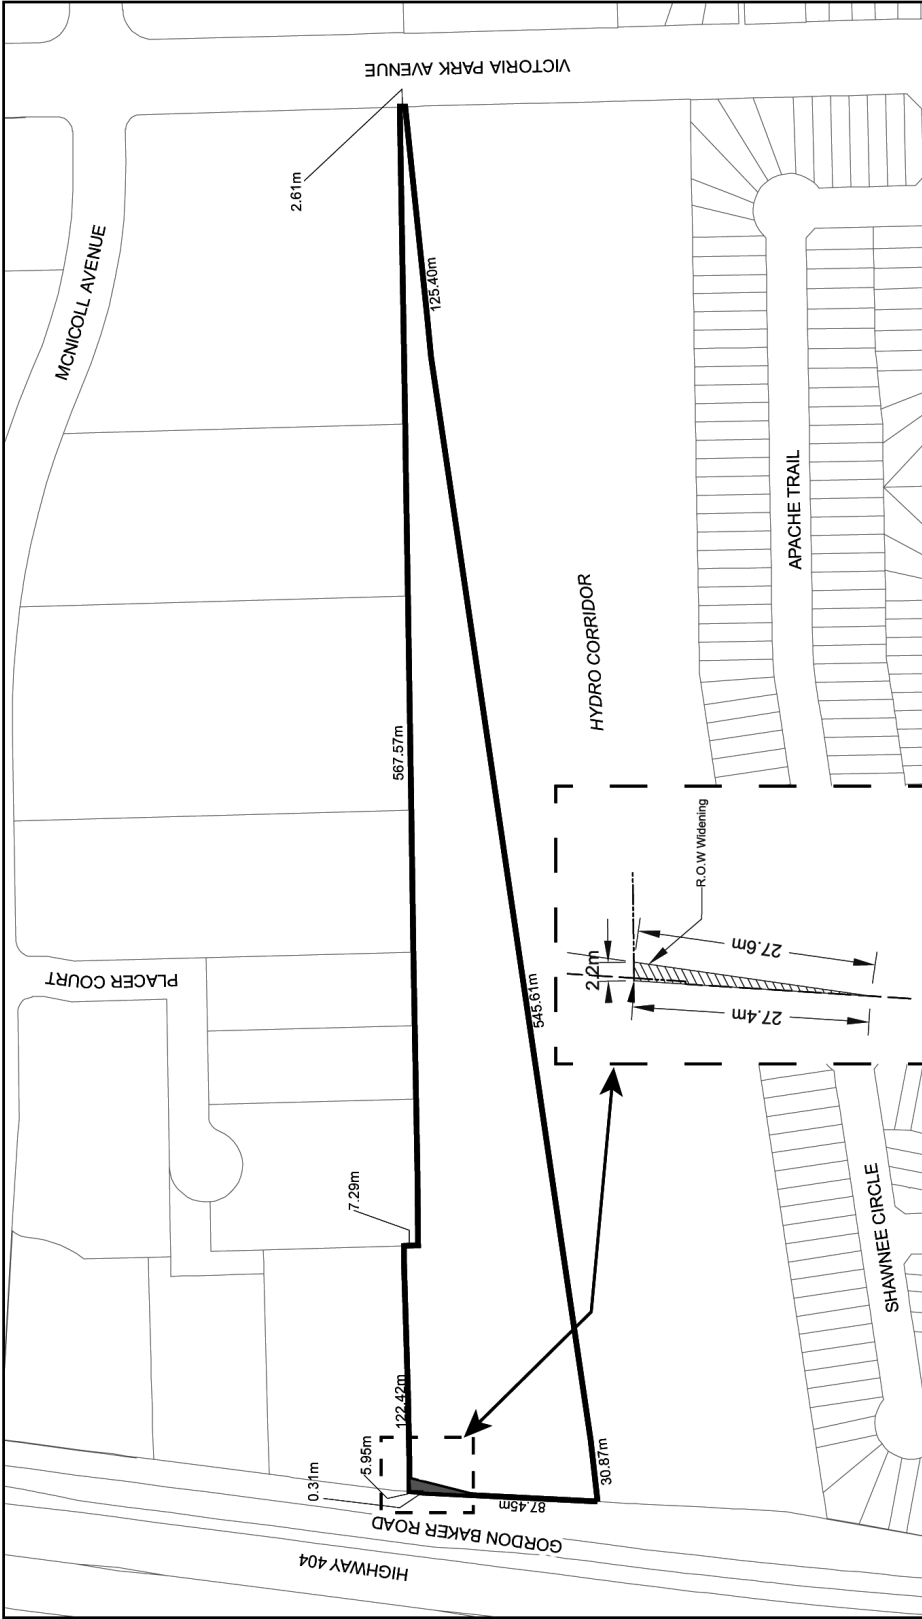 VICTORIA PARK AVENUE
2.61m
MCNICOLL AVENUE
125.40m
APACHE TRAIL
HYDRO CORRIDOR
567.57m
R.O.W Widening
27.6m
2.2m
27.4m
PLACER COURT
545.61m
7.29m
SHAWNEE CIRCLE
122.42m
5.95m
0.31m
30.87m
87.45m
GORDON BAKER ROAD
HIGHWAY 404